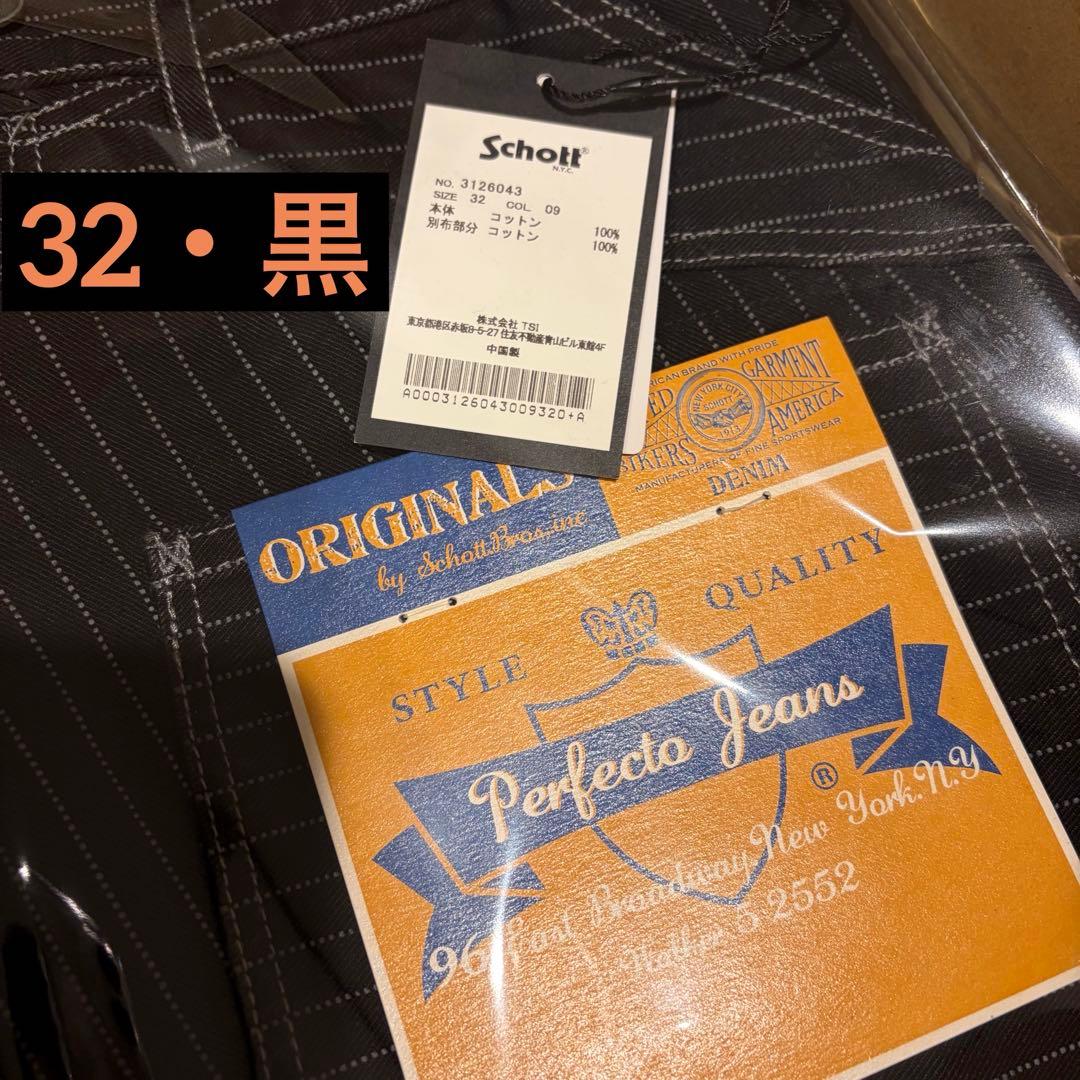 32・黒
Schott®
N.Y.C.
NO. 3126043
SIZE 32 COL 09
本体 コットン 100%
別布部分 コットン 100%
株式会社 TSI
東京都港区赤坂8-5-27 住友不動産青山ビル東館4F
中国製
A0003126043009320+A
RICAN BRAND WITH PRIDE
GARMENT
NEW YORK CITY
SCHOTT
1913
BIKERS AMERICA
MANUFACTURERS OF FINE SPORTSWEAR
DENIM
ORIGINALS
by Schott Bros., inc
STYLE QUALITY
Perfecto Jeans
®
96 East Broadway New York. N.Y
5 2552